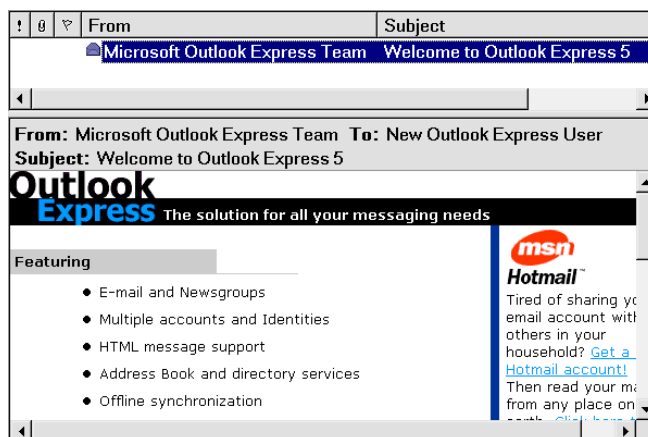 ! From Subject
Microsoft Outlook Express Team Welcome to Outlook Express 5
From: Microsoft Outlook Express Team To: New Outlook Express User
Subject: Welcome to Outlook Express 5
Outlook
Express The solution for all your messaging needs
Featuring
E-mail and Newsgroups
Multiple accounts and Identities
HTML message support
Address Book and directory services
Offline synchronization
msn
Hotmail™
Tired of sharing
email account
others in your
household? Get a
Hotmail account!
Then read your
from any place on